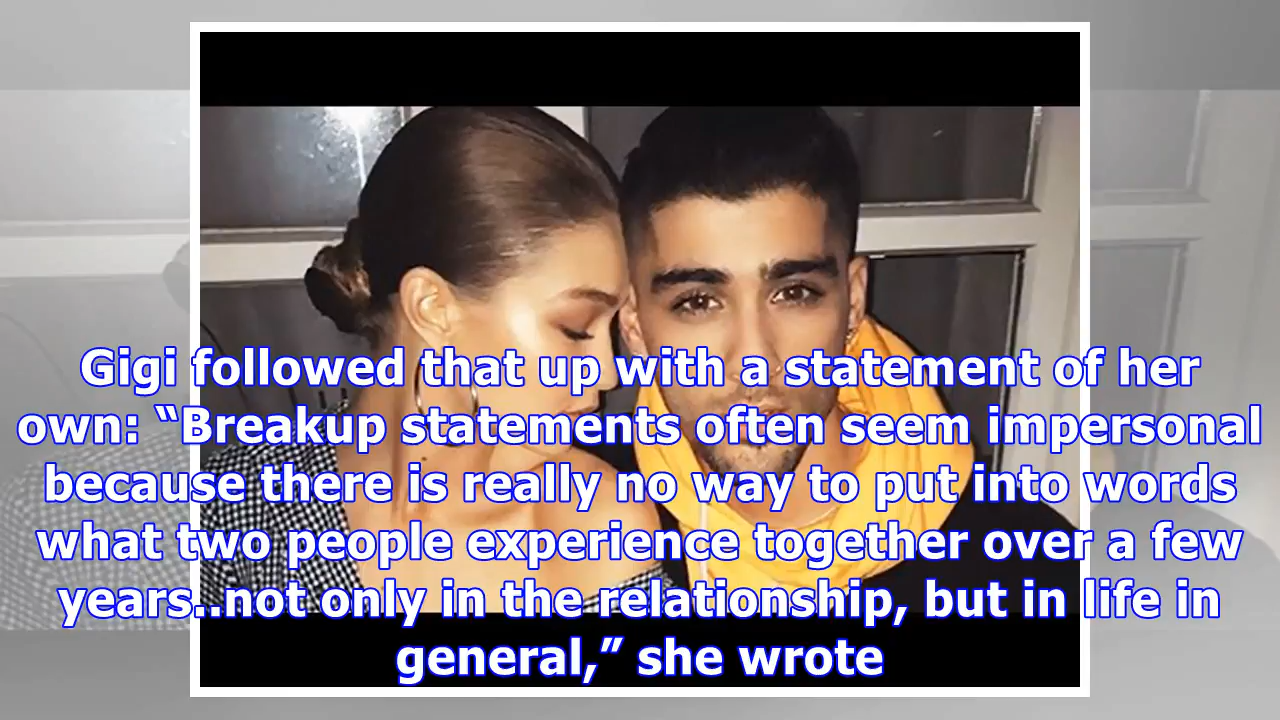 Gigi followed that up with a statement of her
own: “Breakup statements often seem impersonal
because there is really no way to put into words
what two people experience together over a few
years..not only in the relationship, but in life in
general,” she wrote